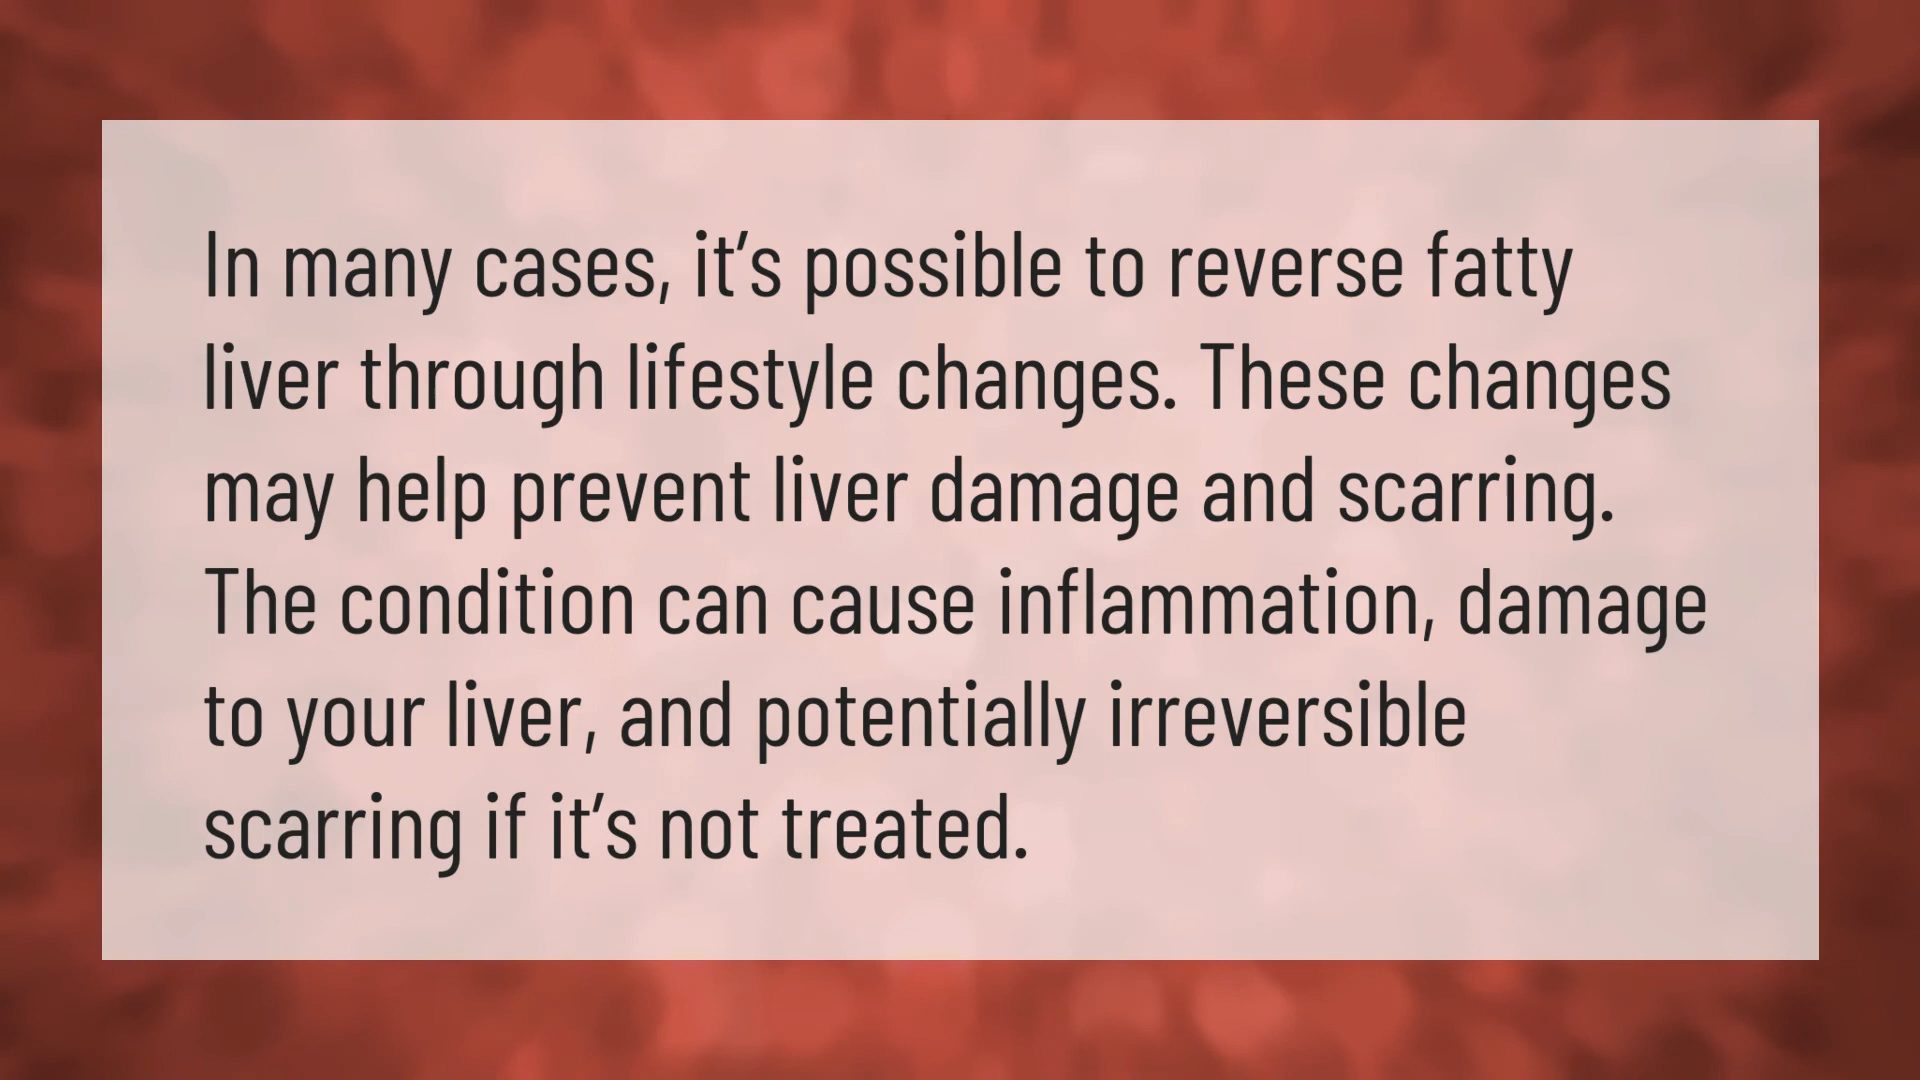 In many cases, it’s possible to reverse fatty
liver through lifestyle changes. These changes
may help prevent liver damage and scarring.
The condition can cause inflammation, damage
to your liver, and potentially irreversible
scarring if it’s not treated.